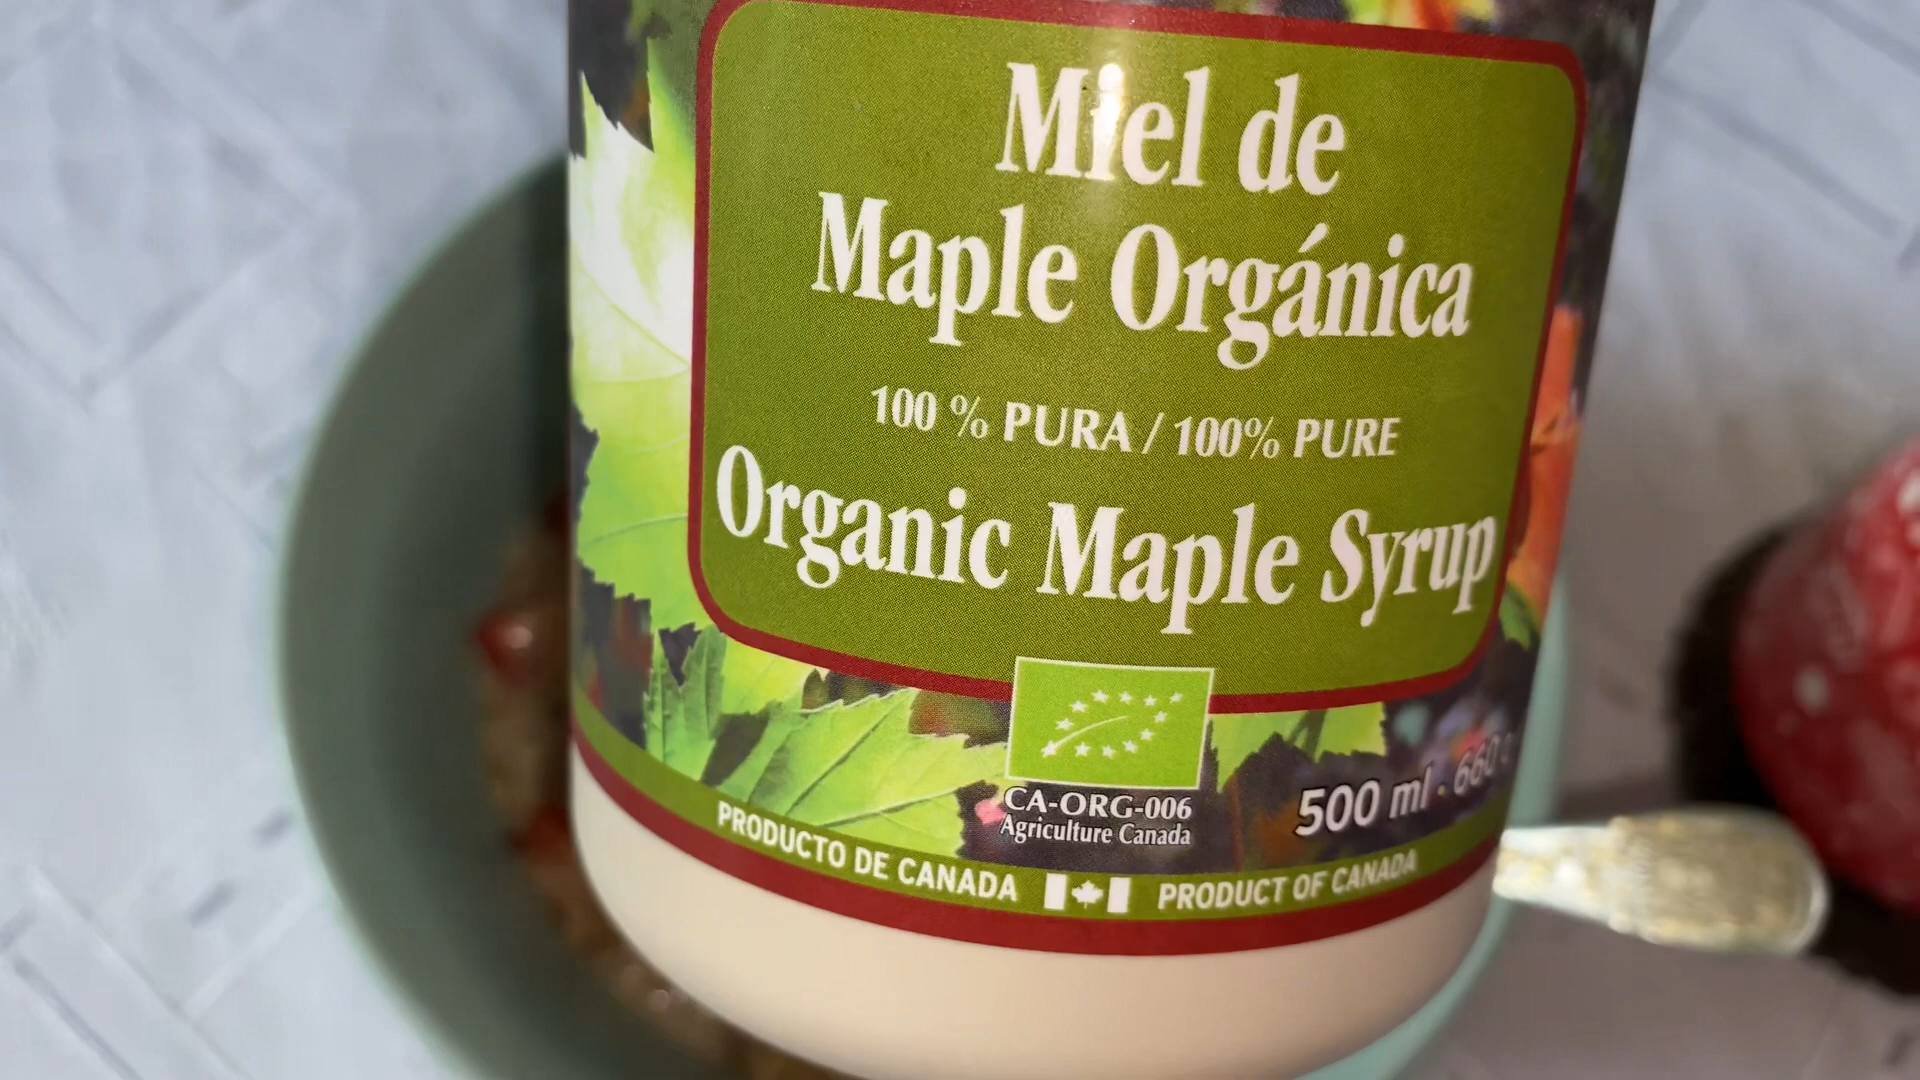 Miel de
Maple Orgánica
100 % PURA / 100% PURE
Organic Maple Syrup
CA-ORG-006
Agriculture Canada
500 ml · 660 g
PRODUCTO DE CANADA PRODUCT OF CANADA